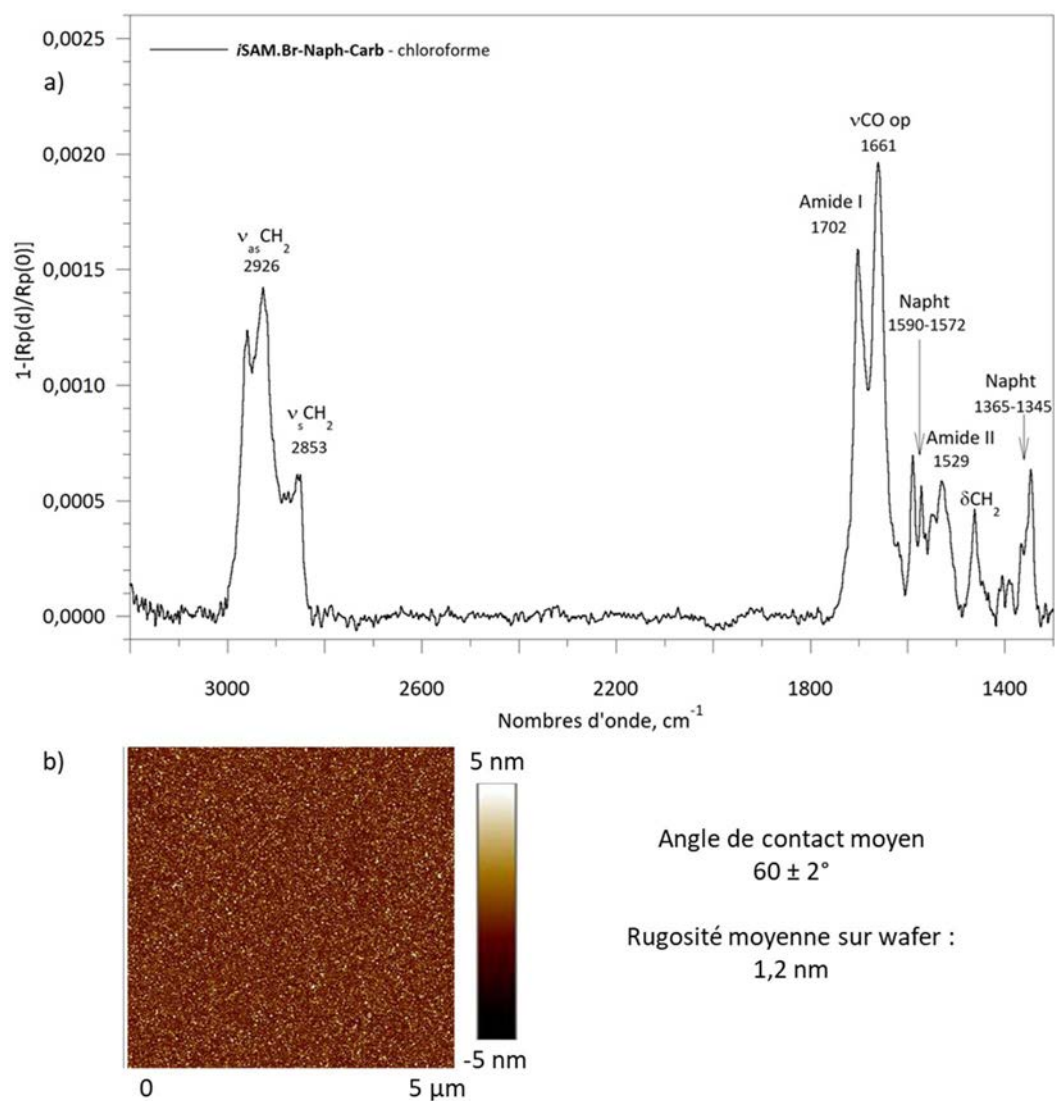 0,0025
iSAM.Br-Naph-Carb - chloroforme
a)
νCO op
0,0020
1661
Amide I
1702
νasCH2
2926
0,0015
Napht
1590-1572
1-[Rp(d)/Rp(0)]
0,0010
Napht
1365-1345
νsCH2
2853
Amide II
1529
0,0005
δCH2
0,0000
3000 2600 2200 1800 1400
Nombres d'onde, cm-1
b)
5 nm
Angle de contact moyen
60 ± 2°
Rugosité moyenne sur wafer :
1,2 nm
-5 nm
0 5 µm